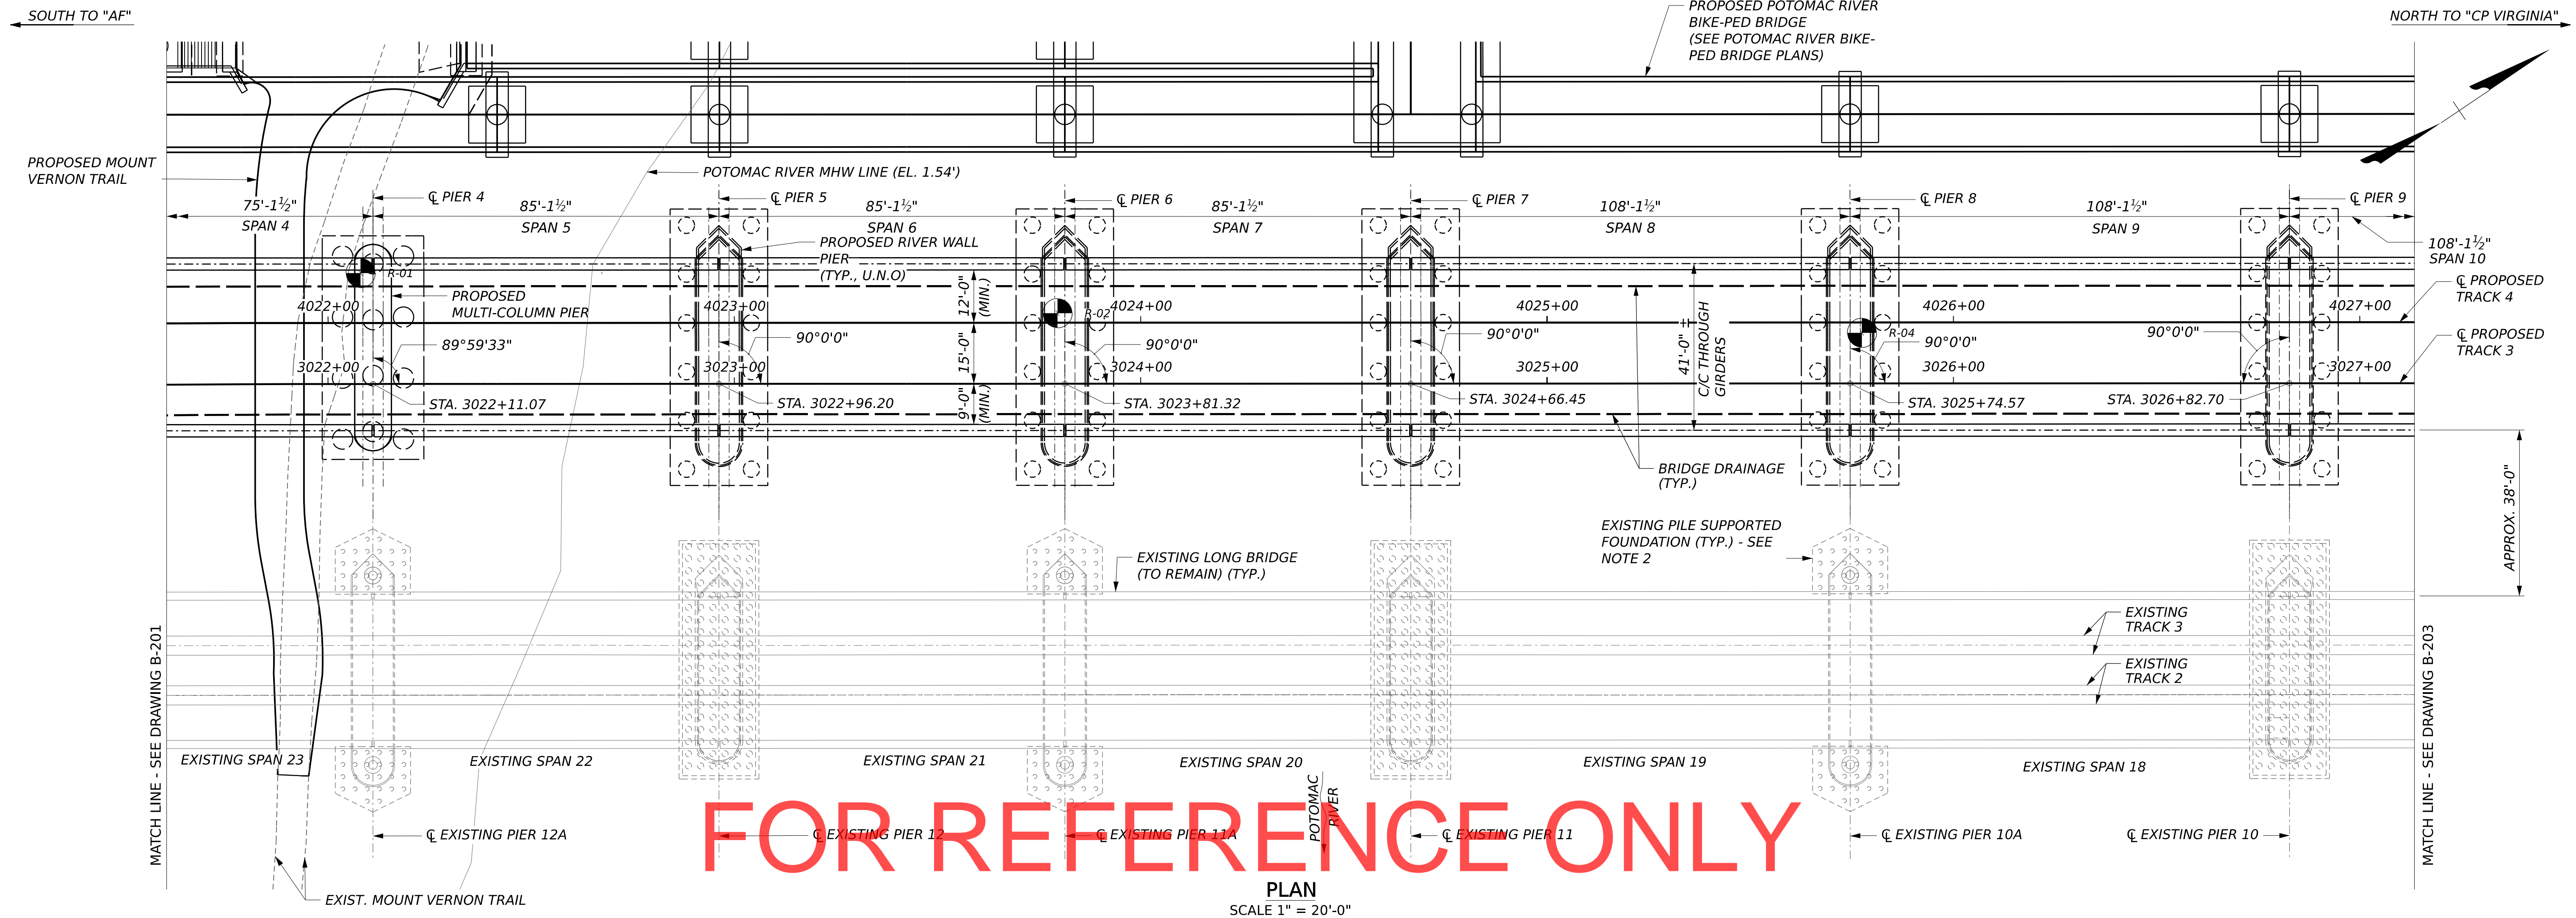 SOUTH TO "AF"
NORTH TO "CP VIRGINIA"
PROPOSED POTOMAC RIVER
BIKE-PED BRIDGE
(SEE POTOMAC RIVER BIKE-
PED BRIDGE PLANS)
PROPOSED MOUNT
VERNON TRAIL
POTOMAC RIVER MHW LINE (EL. 1.54')
℄ PIER 4
℄ PIER 5
℄ PIER 6
℄ PIER 7
℄ PIER 8
℄ PIER 9
75'-1½"
SPAN 4
85'-1½"
SPAN 5
85'-1½"
SPAN 6
85'-1½"
SPAN 7
108'-1½"
SPAN 8
108'-1½"
SPAN 9
108'-1½"
SPAN 10
PROPOSED RIVER WALL
PIER
(TYP., U.N.O)
R-01
PROPOSED
MULTI-COLUMN PIER
R-02
R-04
12'-0"
(MIN.)
15'-0"
9'-0"
(MIN.)
41'-0" ±
C/C THROUGH
GIRDERS
4022+00
4023+00
4024+00
4025+00
4026+00
4027+00
℄ PROPOSED
TRACK 4
89°59'33"
90°0'0"
90°0'0"
90°0'0"
90°0'0"
90°0'0"
℄ PROPOSED
TRACK 3
3022+00
3023+00
3024+00
3025+00
3026+00
3027+00
STA. 3022+11.07
STA. 3022+96.20
STA. 3023+81.32
STA. 3024+66.45
STA. 3025+74.57
STA. 3026+82.70
BRIDGE DRAINAGE
(TYP.)
APPROX. 38'-0"
EXISTING LONG BRIDGE
(TO REMAIN) (TYP.)
EXISTING PILE SUPPORTED
FOUNDATION (TYP.) - SEE
NOTE 2
EXISTING
TRACK 3
EXISTING
TRACK 2
MATCH LINE - SEE DRAWING B-201
MATCH LINE - SEE DRAWING B-203
EXISTING SPAN 23
EXISTING SPAN 22
EXISTING SPAN 21
EXISTING SPAN 20
EXISTING SPAN 19
EXISTING SPAN 18
POTOMAC
RIVER
FOR REFERENCE ONLY
℄ EXISTING PIER 12A
℄ EXISTING PIER 12
℄ EXISTING PIER 11A
℄ EXISTING PIER 11
℄ EXISTING PIER 10A
℄ EXISTING PIER 10
EXIST. MOUNT VERNON TRAIL
PLAN
SCALE 1" = 20'-0"